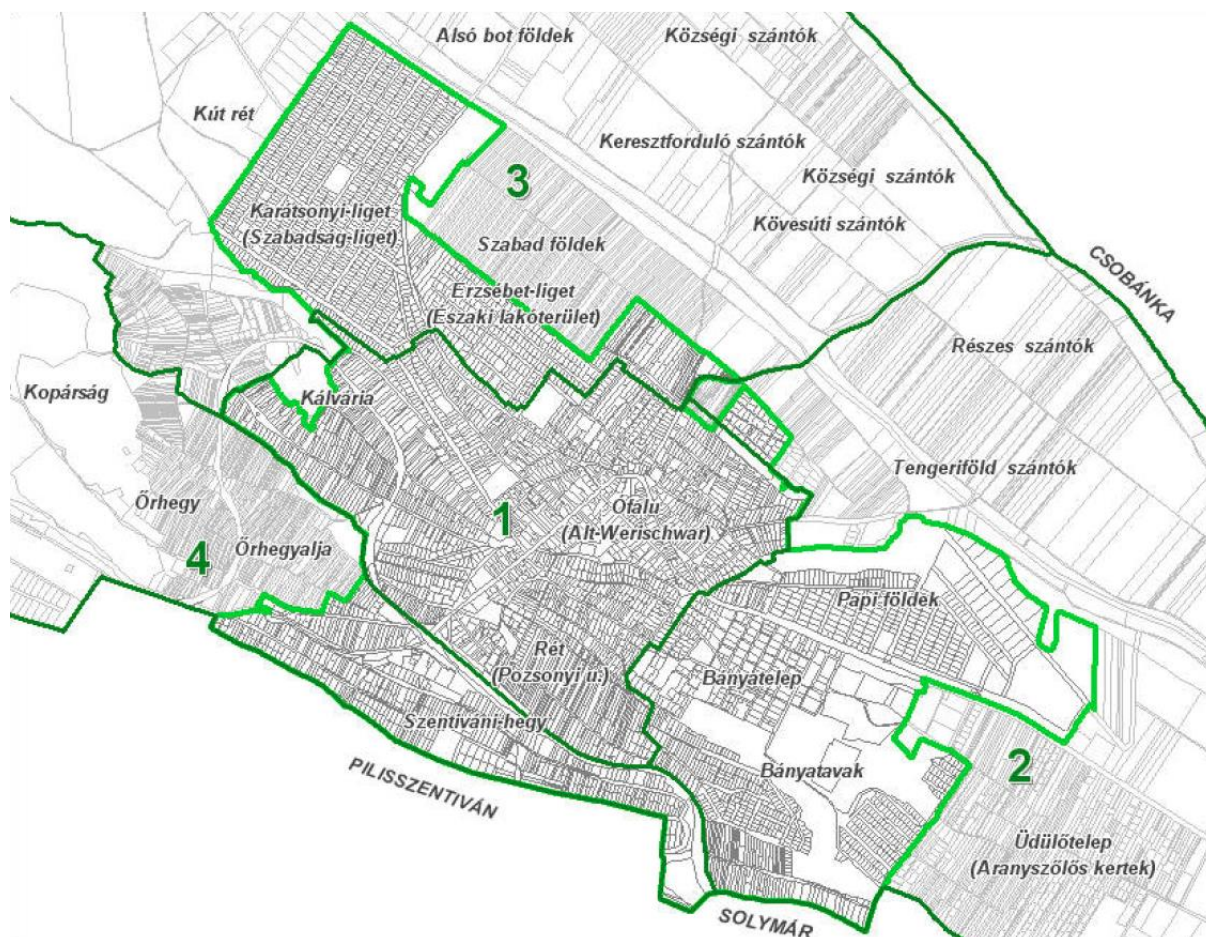 Alsó bot földek
Községi szántók
Kút rét
Keresztforduló szántók
3
Községi szántók
Karátsonyi-liget
(Szabadság-liget)
Szabad földek
Kövesúti szántók
CSOBÁNKA
Erzsébet-liget
(Északi lakóterület)
Részes szántók
Kopárság
Kálvária
Tengeriföld szántók
Őrhegy
1
Ófalu
(Alt-Werischwar)
4
Őrhegyalja
Papi földek
Rét
(Pozsonyi u.)
Bányatelep
Szentiváni-hegy
Bányatavak
2
PILISSZENTIVÁN
Üdülőtelep
(Aranyszőlős kertek)
SOLYMÁR